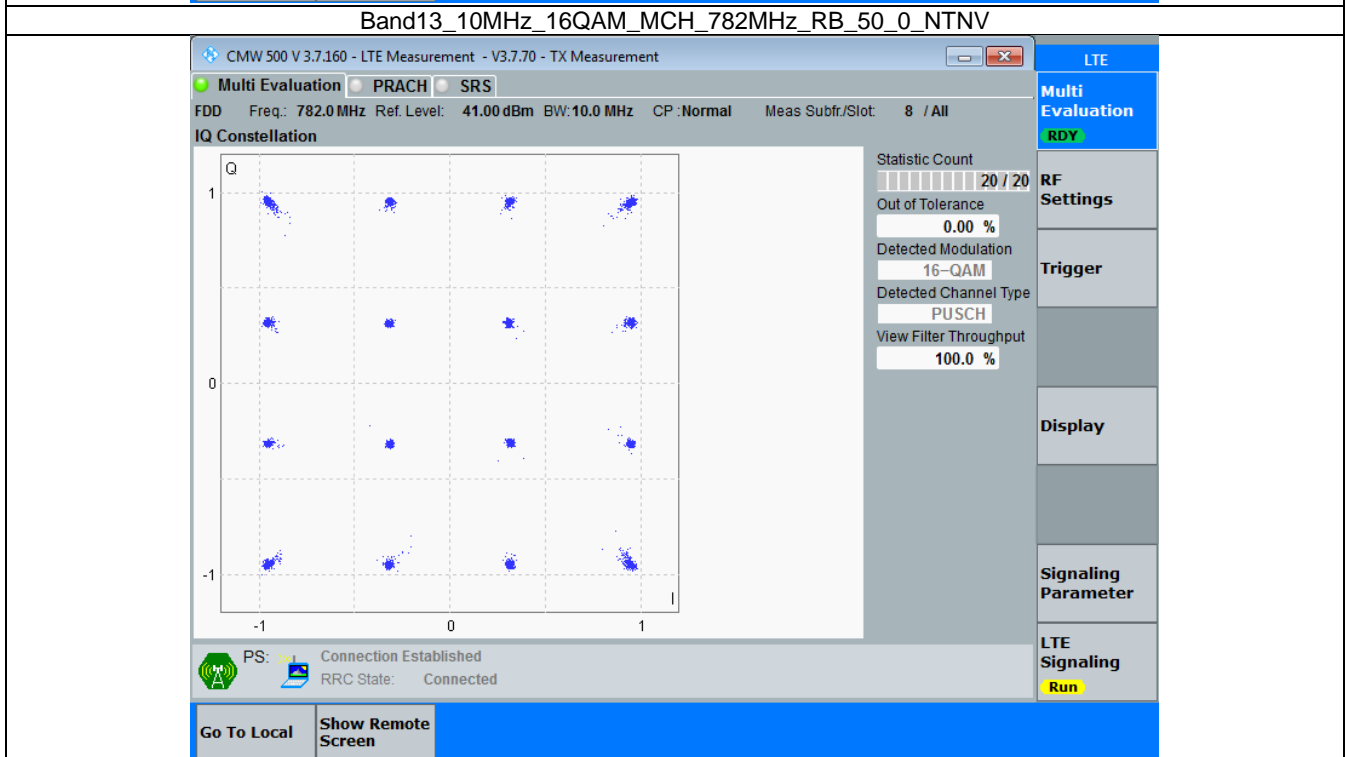 Band13_10MHz_16QAM_MCH_782MHz_RB_50_0_NTNV
CMW 500 V 3.7.160 - LTE Measurement - V3.7.70 - TX Measurement
LTE
Multi Evaluation PRACH SRS
Multi
Evaluation
RDY
FDD Freq.: 782.0 MHz Ref. Level: 41.00 dBm BW: 10.0 MHz CP : Normal Meas Subfr./Slot: 8 / All
IQ Constellation
Q
1
0
-1
I
-1 0 1
Statistic Count
20 / 20
Out of Tolerance
0.00 %
Detected Modulation
16-QAM
Detected Channel Type
PUSCH
View Filter Throughput
100.0 %
RF
Settings
Trigger
Display
Signaling
Parameter
LTE
Signaling
Run
PS: Connection Established
RRC State: Connected
Go To Local
Show Remote
Screen